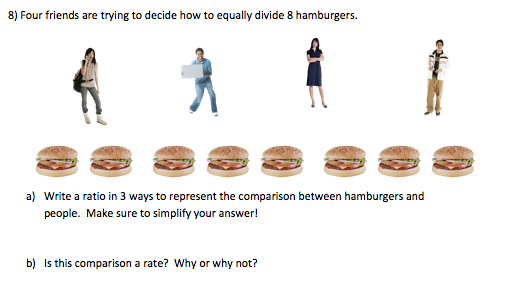 8) Four friends are trying to decide how to equally divide 8 hamburgers.
a) Write a ratio in 3 ways to represent the comparison between hamburgers and
people. Make sure to simplify your answer!
b) Is this comparison a rate? Why or why not?